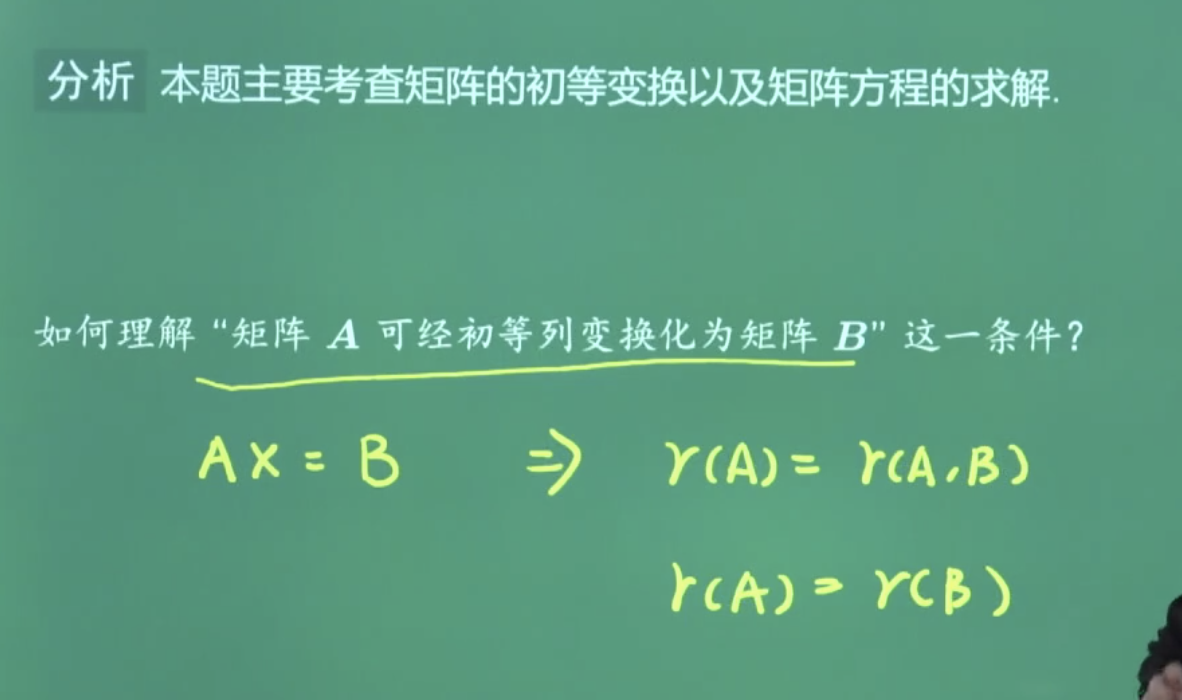 分析 本题主要考查矩阵的初等变换以及矩阵方程的求解.
如何理解“矩阵 A 可经初等列变换化为矩阵 B”这一条件?
AX = B ⇒ r(A) = r(A,B)
r(A) = r(B)